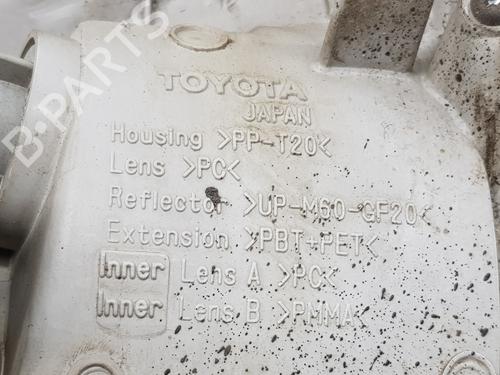 TOYOTA
JAPAN
Housing >PP-T20<
Lens >PC<
Reflector >UP-M60-GF20<
Extension >PBT+PET<
Inner Lens A >PC<
Inner Lens B >PMMA<
B PARTS